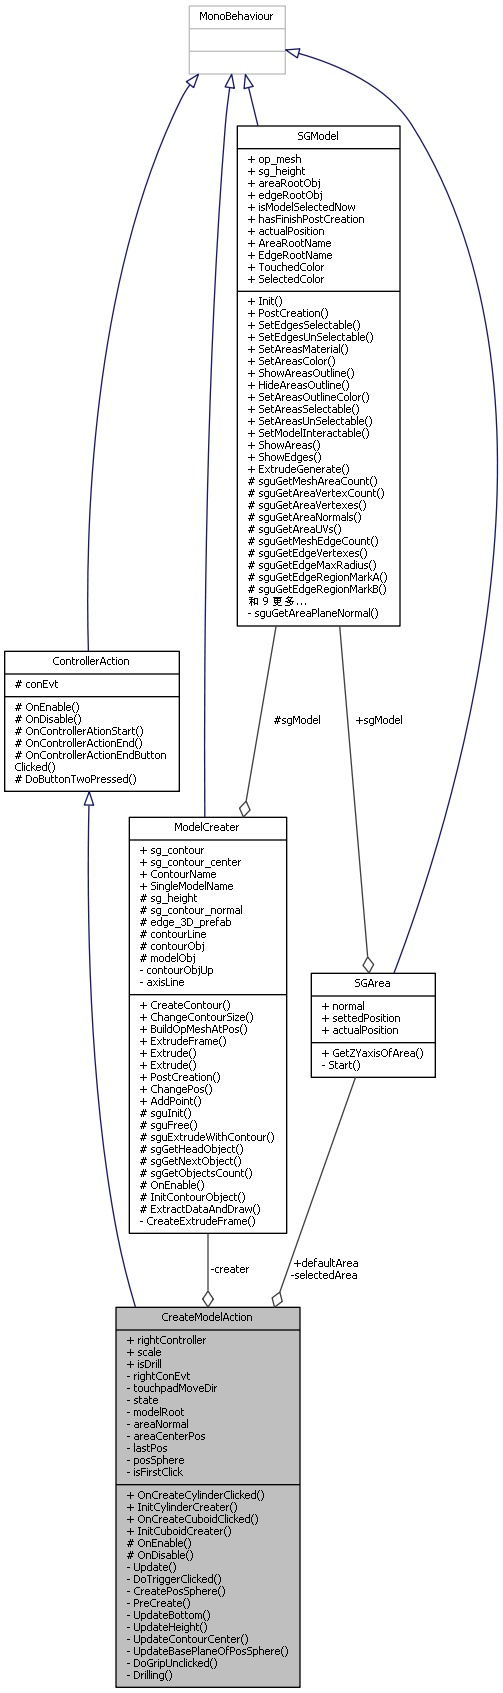 MonoBehaviour
SGModel
+ op_mesh
+ sg_height
+ areaRootObj
+ edgeRootObj
+ isModelSelectedNow
+ hasFinishPostCreation
+ actualPosition
+ AreaRootName
+ EdgeRootName
+ TouchedColor
+ SelectedColor
+ Init()
+ PostCreation()
+ SetEdgesSelectable()
+ SetEdgesUnSelectable()
+ SetAreasMaterial()
+ SetAreasColor()
+ ShowAreasOutline()
+ HideAreasOutline()
+ SetAreasOutlineColor()
+ SetAreasSelectable()
+ SetAreasUnSelectable()
+ SetModelInteractable()
+ ShowAreas()
+ ShowEdges()
+ ExtrudeGenerate()
# sguGetMeshAreaCount()
# sguGetAreaVertexCount()
# sguGetAreaVertexes()
# sguGetAreaNormals()
# sguGetAreaUVs()
# sguGetMeshEdgeCount()
# sguGetEdgeVertexes()
# sguGetEdgeMaxRadius()
# sguGetEdgeRegionMarkA()
# sguGetEdgeRegionMarkB()
和 9 更多...
- sguGetAreaPlaneNormal()
ControllerAction
# conEvt
# OnEnable()
# OnDisable()
# OnControllerAtionStart()
# OnControllerActionEnd()
# OnControllerActionEndButton
Clicked()
# DoButtonTwoPressed()
#sgModel
+sgModel
ModelCreater
+ sg_contour
+ sg_contour_center
+ ContourName
+ SingleModelName
# sg_height
# sg_contour_normal
# edge_3D_prefab
# contourLine
# contourObj
# modelObj
- contourObjUp
- axisLine
+ CreateContour()
+ ChangeContourSize()
+ BuildOpMeshAtPos()
+ ExtrudeFrame()
+ Extrude()
+ Extrude()
+ PostCreation()
+ ChangePos()
+ AddPoint()
# sguInit()
# sguFree()
# sguExtrudeWithContour()
# sgGetHeadObject()
# sgGetNextObject()
# sgGetObjectsCount()
# OnEnable()
# InitContourObject()
# ExtractDataAndDraw()
- CreateExtrudeFrame()
SGArea
+ normal
+ settedPosition
+ actualPosition
+ GetZYaxisOfArea()
- Start()
-creater
+defaultArea
-selectedArea
CreateModelAction
+ rightController
+ scale
+ isDrill
- rightConEvt
- touchpadMoveDir
- state
- modelRoot
- areaNormal
- areaCenterPos
- lastPos
- posSphere
- isFirstClick
+ OnCreateCylinderClicked()
+ InitCylinderCreater()
+ OnCreateCuboidClicked()
+ InitCuboidCreater()
# OnEnable()
# OnDisable()
- Update()
- DoTriggerClicked()
- CreatePosSphere()
- PreCreate()
- UpdateBottom()
- UpdateHeight()
- UpdateContourCenter()
- UpdateBasePlaneOfPosSphere()
- DoGripUnclicked()
- Drilling()